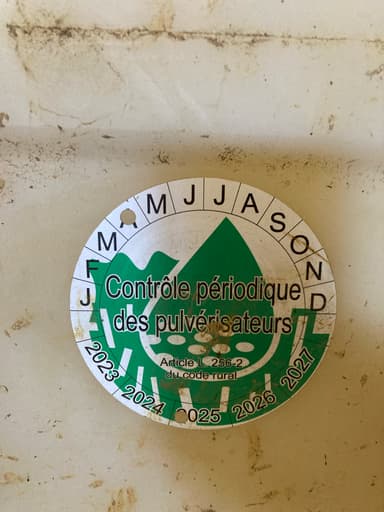 J F M A M J J A S O N D
Contrôle périodique
des pulvérisateurs
Article L 256-2
du code rural
2023 2024 2025 2026 2027